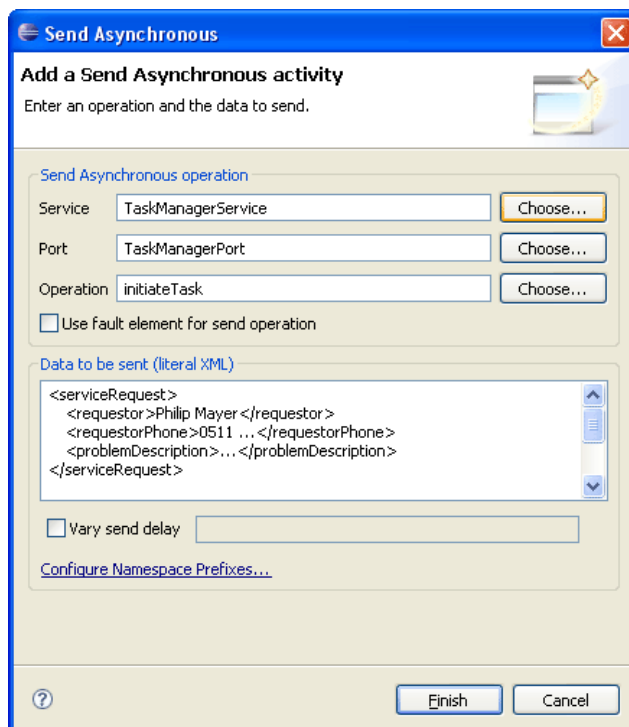 Send Asynchronous
Add a Send Asynchronous activity
Enter an operation and the data to send.
Send Asynchronous operation
Service TaskManagerService Choose...
Port TaskManagerPort Choose...
Operation initiateTask Choose...
Use fault element for send operation
Data to be sent (literal XML)
<serviceRequest>
<requestor>Philip Mayer</requestor>
<requestorPhone>0511 ...</requestorPhone>
<problemDescription>...</problemDescription>
</serviceRequest>
Vary send delay
Configure Namespace Prefixes...
? Finish Cancel